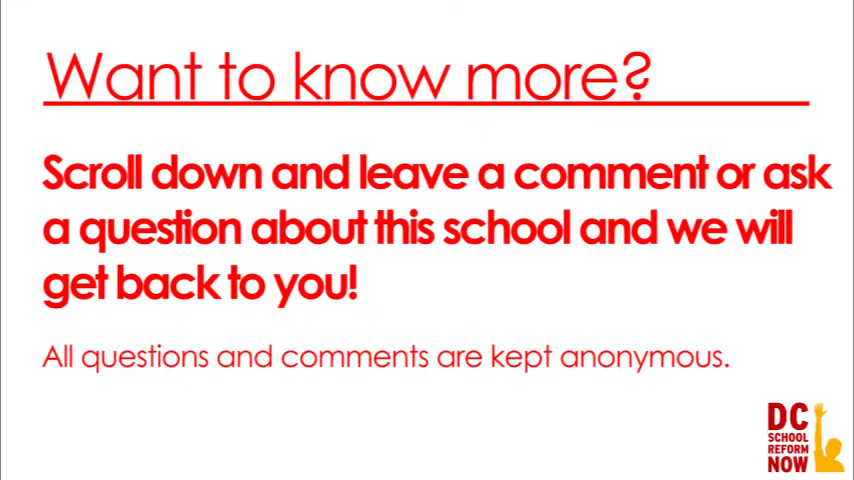 Want to know more?
Scroll down and leave a comment or ask
a question about this school and we will
get back to you!
All questions and comments are kept anonymous.
DC
SCHOOL
REFORM
NOW